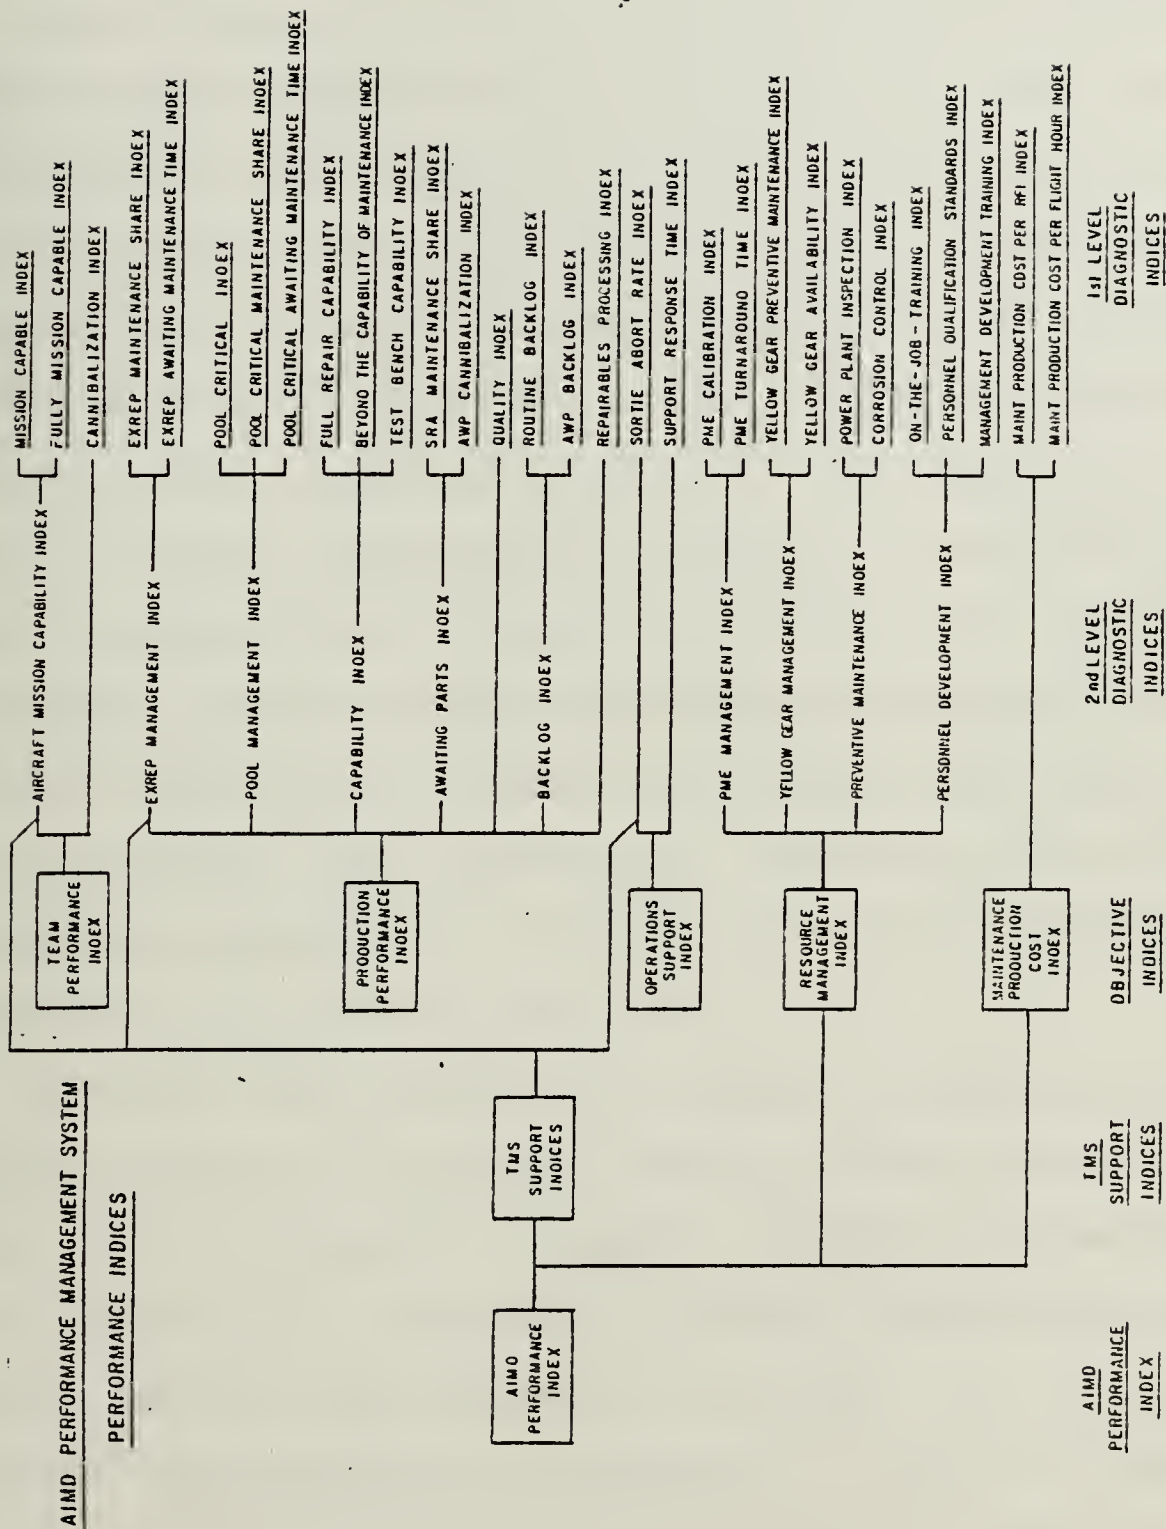 AIMD PERFORMANCE MANAGEMENT SYSTEM
PERFORMANCE INDICES
AIMD
PERFORMANCE
INDEX
TMS
SUPPORT
INDICES
TEAM
PERFORMANCE
INDEX
PRODUCTION
PERFORMANCE
INDEX
OPERATIONS
SUPPORT
INDEX
RESOURCE
MANAGEMENT
INDEX
MAINTENANCE
PRODUCTION
COST
INDEX
AIRCRAFT MISSION CAPABILITY INDEX
EXREP MANAGEMENT INDEX
POOL MANAGEMENT INDEX
CAPABILITY INDEX
AWAITING PARTS INDEX
BACKLOG INDEX
PME MANAGEMENT INDEX
YELLOW GEAR MANAGEMENT INDEX
PREVENTIVE MAINTENANCE INDEX
PERSONNEL DEVELOPMENT INDEX
MISSION CAPABLE INDEX
FULLY MISSION CAPABLE INDEX
CANNIBALIZATION INDEX
EXREP MAINTENANCE SHARE INDEX
EXREP AWAITING MAINTENANCE TIME INDEX
POOL CRITICAL INDEX
POOL CRITICAL MAINTENANCE SHARE INDEX
POOL CRITICAL AWAITING MAINTENANCE TIME INDEX
FULL REPAIR CAPABILITY INDEX
BEYOND THE CAPABILITY OF MAINTENANCE INDEX
TEST BENCH CAPABILITY INDEX
SRA MAINTENANCE SHARE INDEX
AWP CANNIBALIZATION INDEX
QUALITY INDEX
ROUTINE BACKLOG INDEX
AWP BACKLOG INDEX
REPAIRABLES PROCESSING INDEX
SORTIE ABORT RATE INDEX
SUPPORT RESPONSE TIME INDEX
PME CALIBRATION INDEX
PME TURNAROUND TIME INDEX
YELLOW GEAR PREVENTIVE MAINTENANCE INDEX
YELLOW GEAR AVAILABILITY INDEX
POWER PLANT INSPECTION INDEX
CORROSION CONTROL INDEX
ON-THE-JOB-TRAINING INDEX
PERSONNEL QUALIFICATION STANDARDS INDEX
MANAGEMENT DEVELOPMENT TRAINING INDEX
MAINT PRODUCTION COST PER RFI INDEX
MAINT PRODUCTION COST PER FLIGHT HOUR INDEX
AIMD
PERFORMANCE
INDEX
TMS
SUPPORT
INDICES
OBJECTIVE
INDICES
2nd LEVEL
DIAGNOSTIC
INDICES
1st LEVEL
DIAGNOSTIC
INDICES